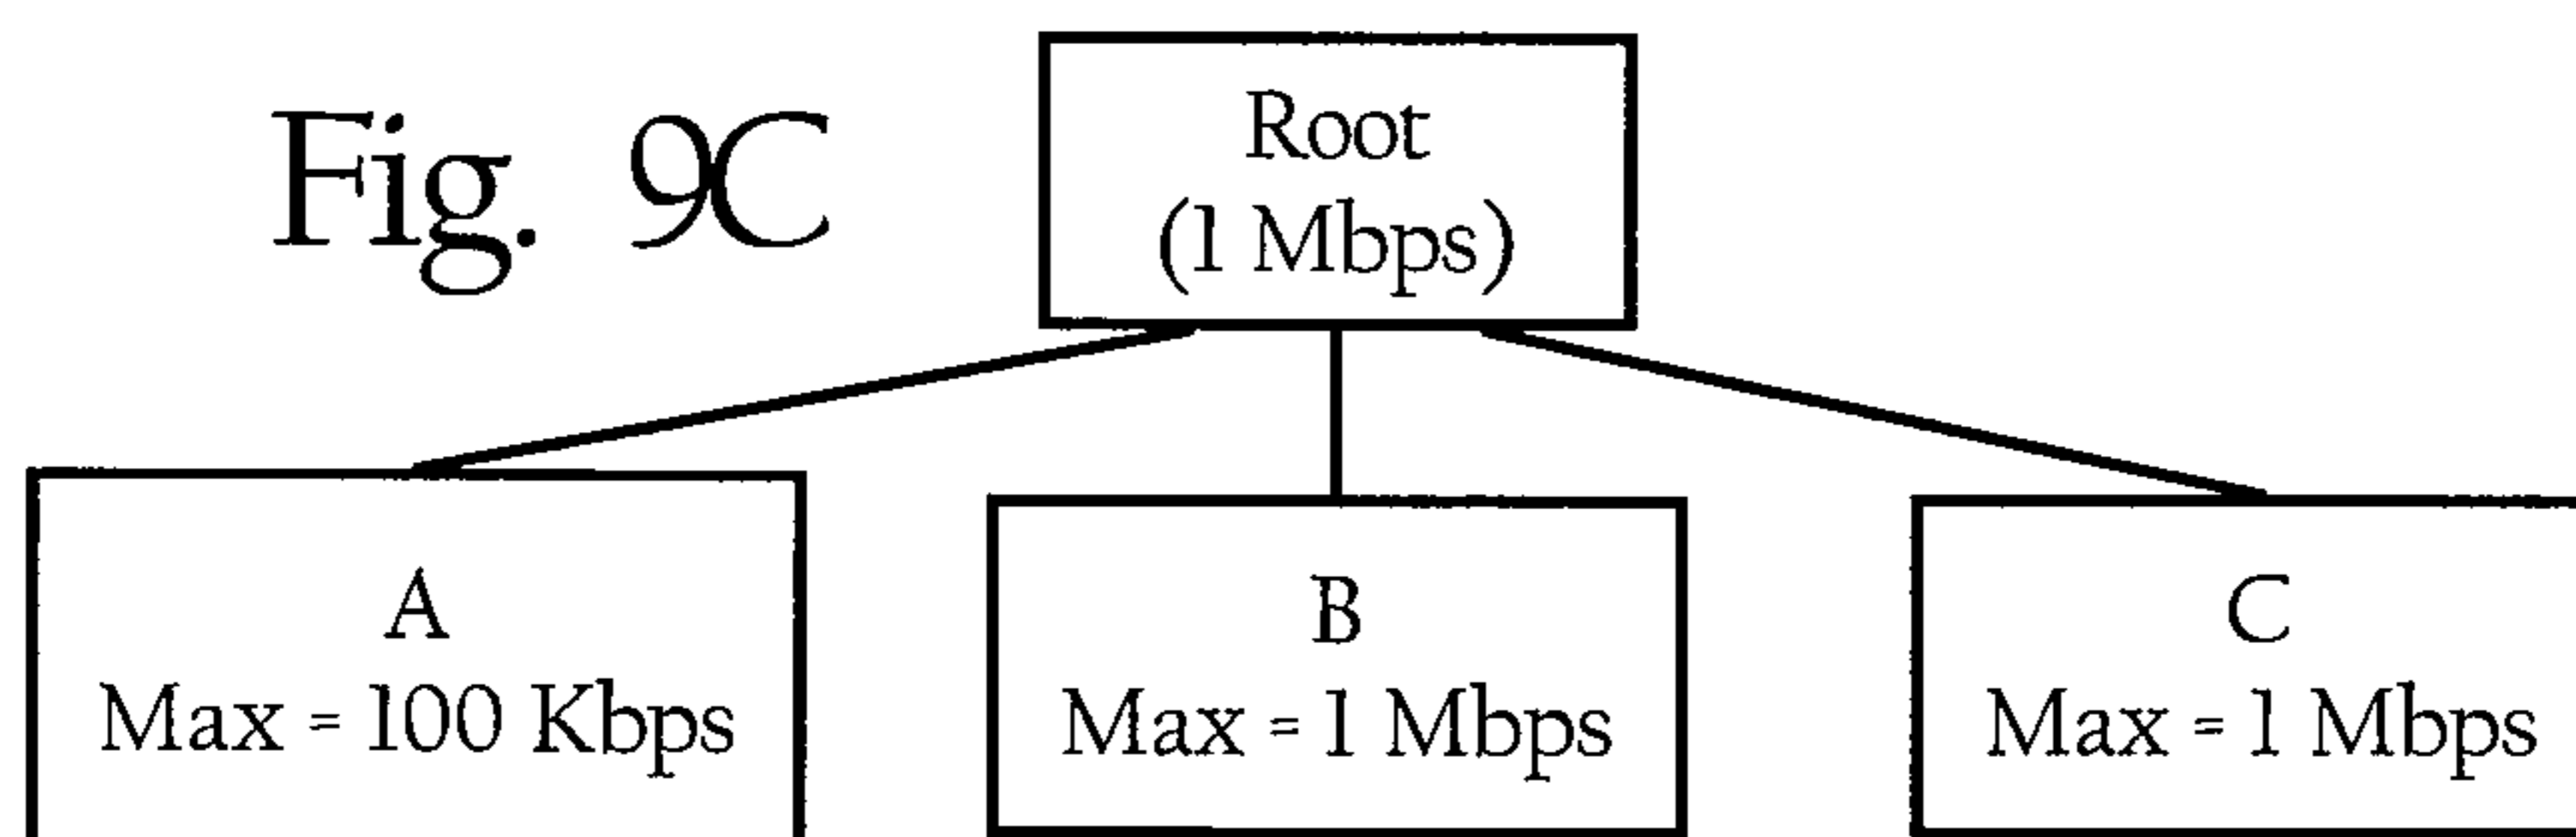 Fig. 9C
Root
(1 Mbps)
A
Max = 100 Kbps
B
Max = 1 Mbps
C
Max = 1 Mbps